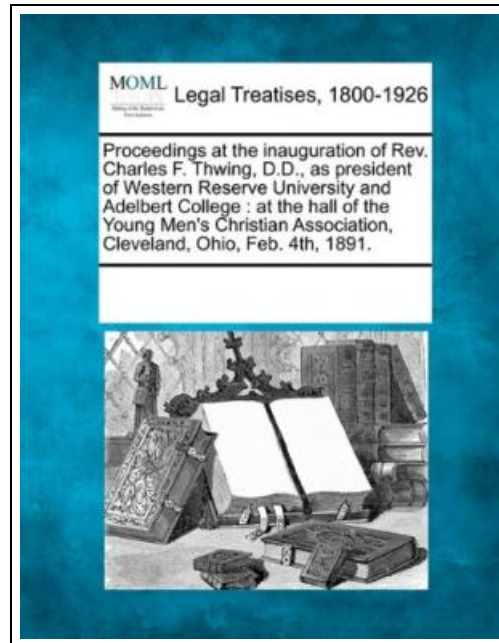 MOML
Legal Treatises, 1800-1926
Proceedings at the inauguration of Rev.
Charles F. Thwing, D.D., as president
of Western Reserve University and
Adelbert College : at the hall of the
Young Men's Christian Association,
Cleveland, Ohio, Feb. 4th, 1891.